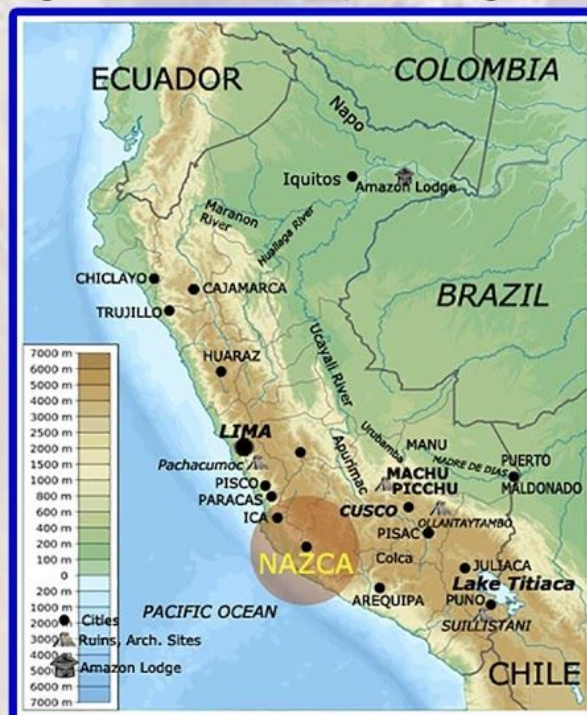 ECUADOR
COLOMBIA
Napo
Iquitos
Amazon Lodge
Maranon
River
Huallaga River
CHICLAYO
CAJAMARCA
TRUJILLO
BRAZIL
HUARAZ
Ucayali River
LIMA
Pachacumoc
Apurimac
Urubamba
MANU
MADRE DE DIAS
PUERTO
MALDONADO
MACHU
PICCHU
PISCO
PARACAS
ICA
CUSCO
OLLANTAYTAMBO
PISAC
NAZCA
Colca
JULIACA
Lake Titiaca
AREQUIPA
PUNO
SUILLISTANI
PACIFIC OCEAN
CHILE
7000 m
6000 m
5000 m
4000 m
3000 m
2500 m
2000 m
1500 m
1000 m
800 m
600 m
400 m
200 m
100 m
0
200 m
1000 m
2000 m
Cities
3000 m
Ruins, Arch. Sites
4000 m
Amazon Lodge
6000 m
7000 m